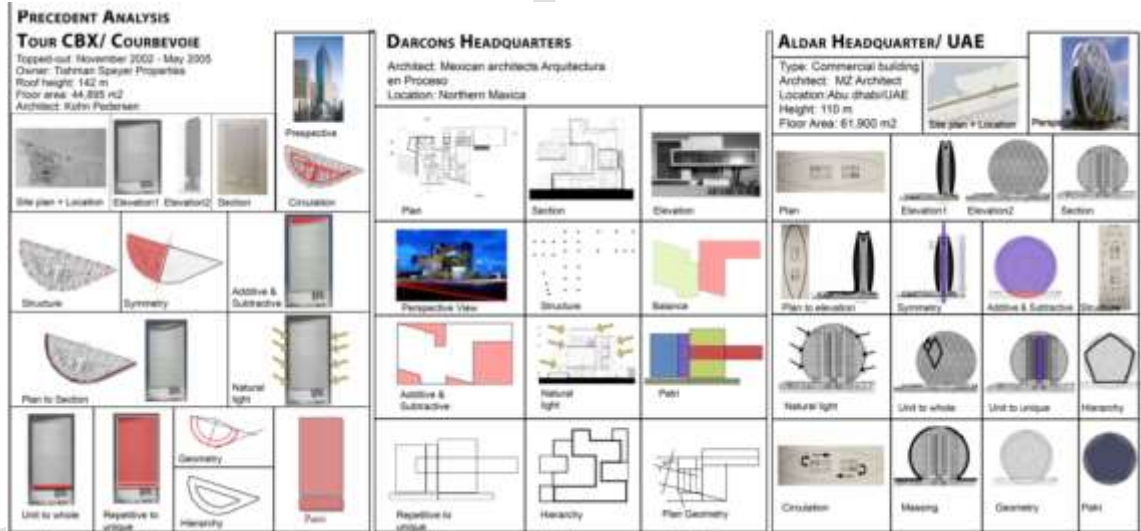 PRECEDENT ANALYSIS
TOUR CBX/ COURBEVOIE
Topped-out: November 2002 - May 2005
Owner: Tishman Speyer Properties
Roof height: 142 m
Floor area: 44,895 m2
Architect: Kohn Pedersen
Prespective
Site plan + Location
Elevation1
Elevation2
Section
Circulation
Structure
Symmetry
Additive &
Subtractive
Plan to Section
Natural
light
Unit to whole
Repetitive to
unique
Geometry
Hierarchy
Parti
DARCONS HEADQUARTERS
Architect: Mexican architects Arquitectura
en Proceso
Location: Northern Maxica
Plan
Section
Elevation
Perspective View
Structure
Balance
Additive &
Subtractive
Natural
light
Patri
Repetitive to
unique
Hierarchy
Plan Geometry
ALDAR HEADQUARTER/ UAE
Type: Commercial building
Architect: MZ Architect
Location:Abu dhabi/UAE
Height: 110 m
Floor Area: 61,900 m2
Site plan + Location
Plan
Elevation1
Elevation2
Section
Plan to elevation
Symmetry
Additive & Subtractive
Structure
Natural light
Unit to whole
Unit to unique
Hierarchy
Circulation
Massing
Geometry
Patri